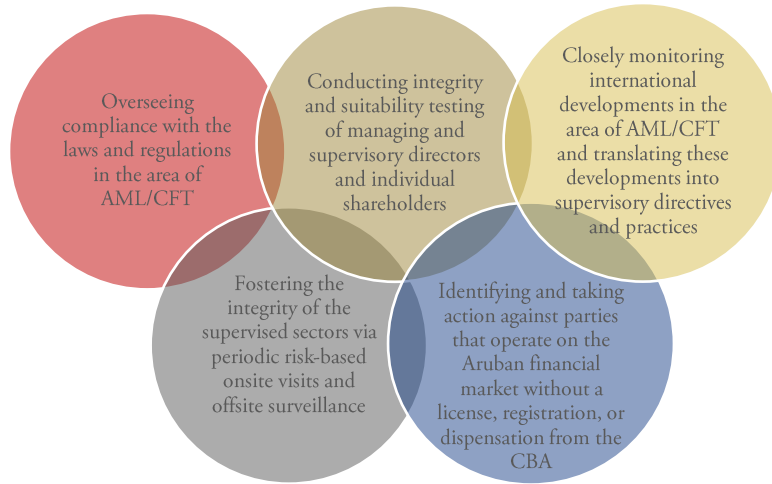 Overseeing
compliance with the
laws and regulations
in the area of
AML/CFT
Conducting integrity
and suitability testing
of managing and
supervisory directors
and individual
shareholders
Closely monitoring
international
developments in the
area of AML/CFT
and translating these
developments into
supervisory directives
and practices
Fostering the
integrity of the
supervised sectors via
periodic risk-based
onsite visits and
offsite surveillance
Identifying and taking
action against parties
that operate on the
Aruban financial
market without a
license, registration, or
dispensation from the
CBA